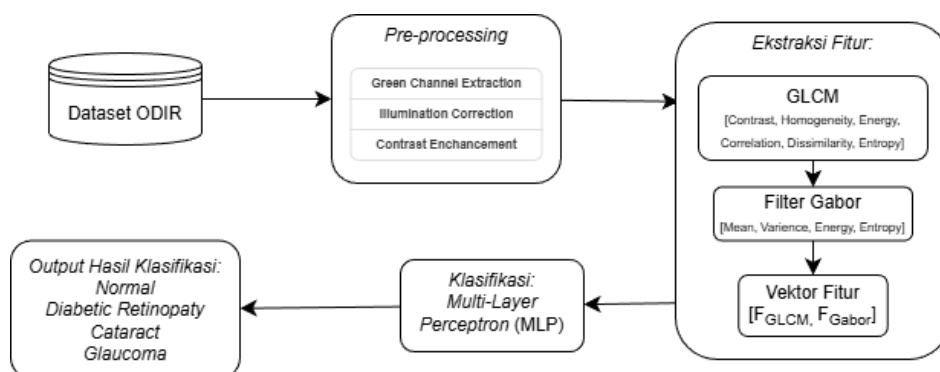 Dataset ODIR
Pre-processing
Green Channel Extraction
Illumination Correction
Contrast Enchancement
Ekstraksi Fitur:
GLCM
[Contrast, Homogeneity, Energy,
Correlation, Dissimilarity, Entropy]
Filter Gabor
[Mean, Varience, Energy, Entropy]
Vektor Fitur
[FGLCM, FGabor]
Klasifikasi:
Multi-Layer
Perceptron (MLP)
Output Hasil Klasifikasi:
Normal
Diabetic Retinopaty
Cataract
Glaucoma